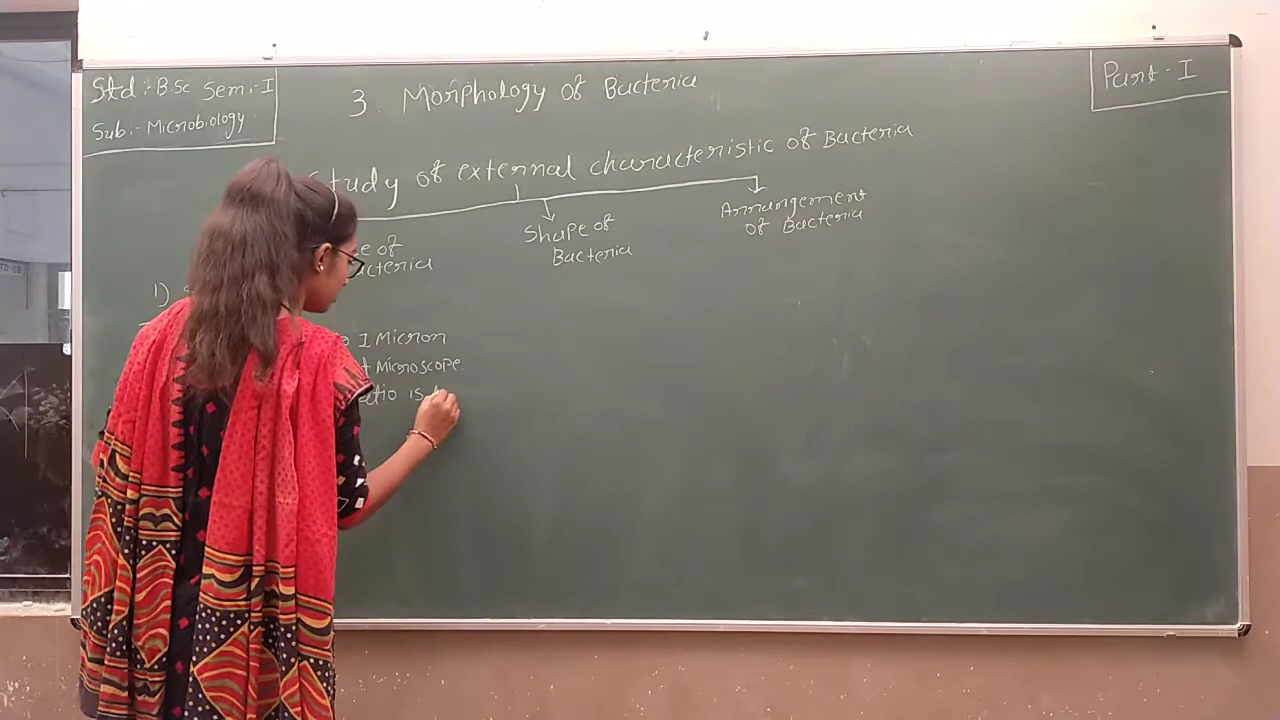 Std :- B.Sc Sem :- I
Sub :- Microbiology
3. Morphology of Bacteria
Part - I
Study of external characteristic of Bacteria
of
Bacteria
Shape of
Bacteria
Arrangement
of Bacteria
1)
1 Micron
Microscope.
is